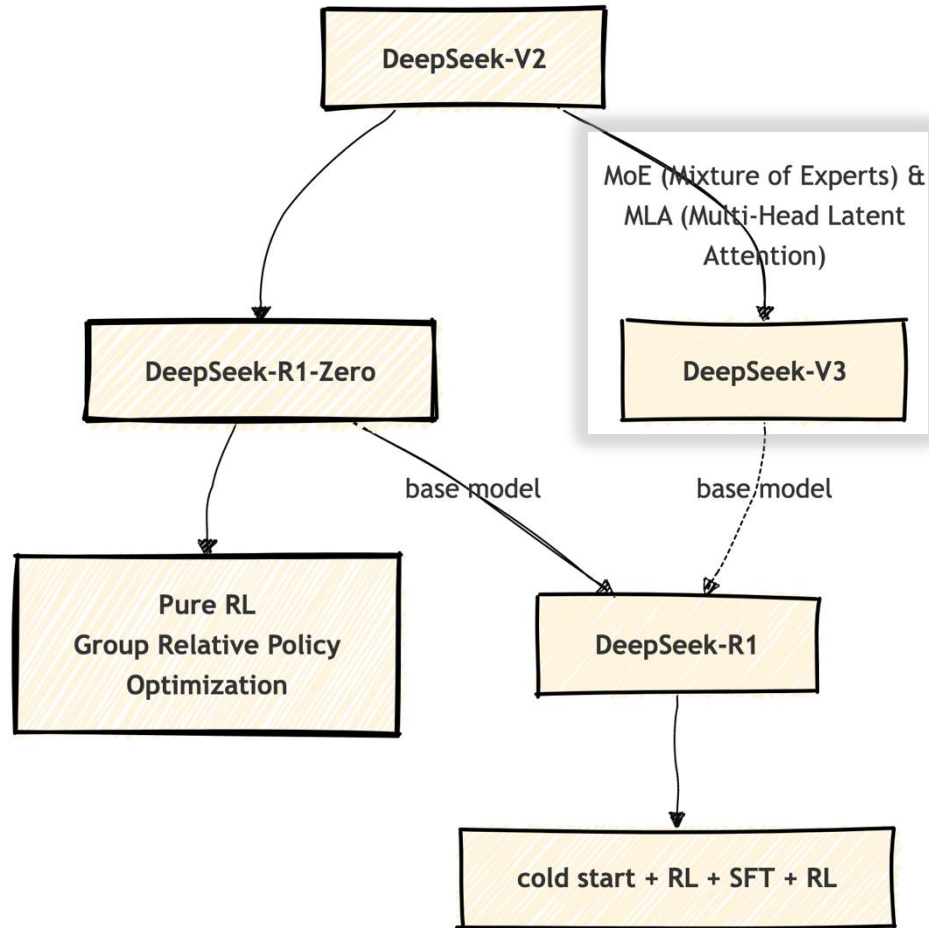 DeepSeek-V2
MoE (Mixture of Experts) &
MLA (Multi-Head Latent
Attention)
DeepSeek-R1-Zero
DeepSeek-V3
base model
base model
Pure RL
Group Relative Policy
Optimization
DeepSeek-R1
cold start + RL + SFT + RL